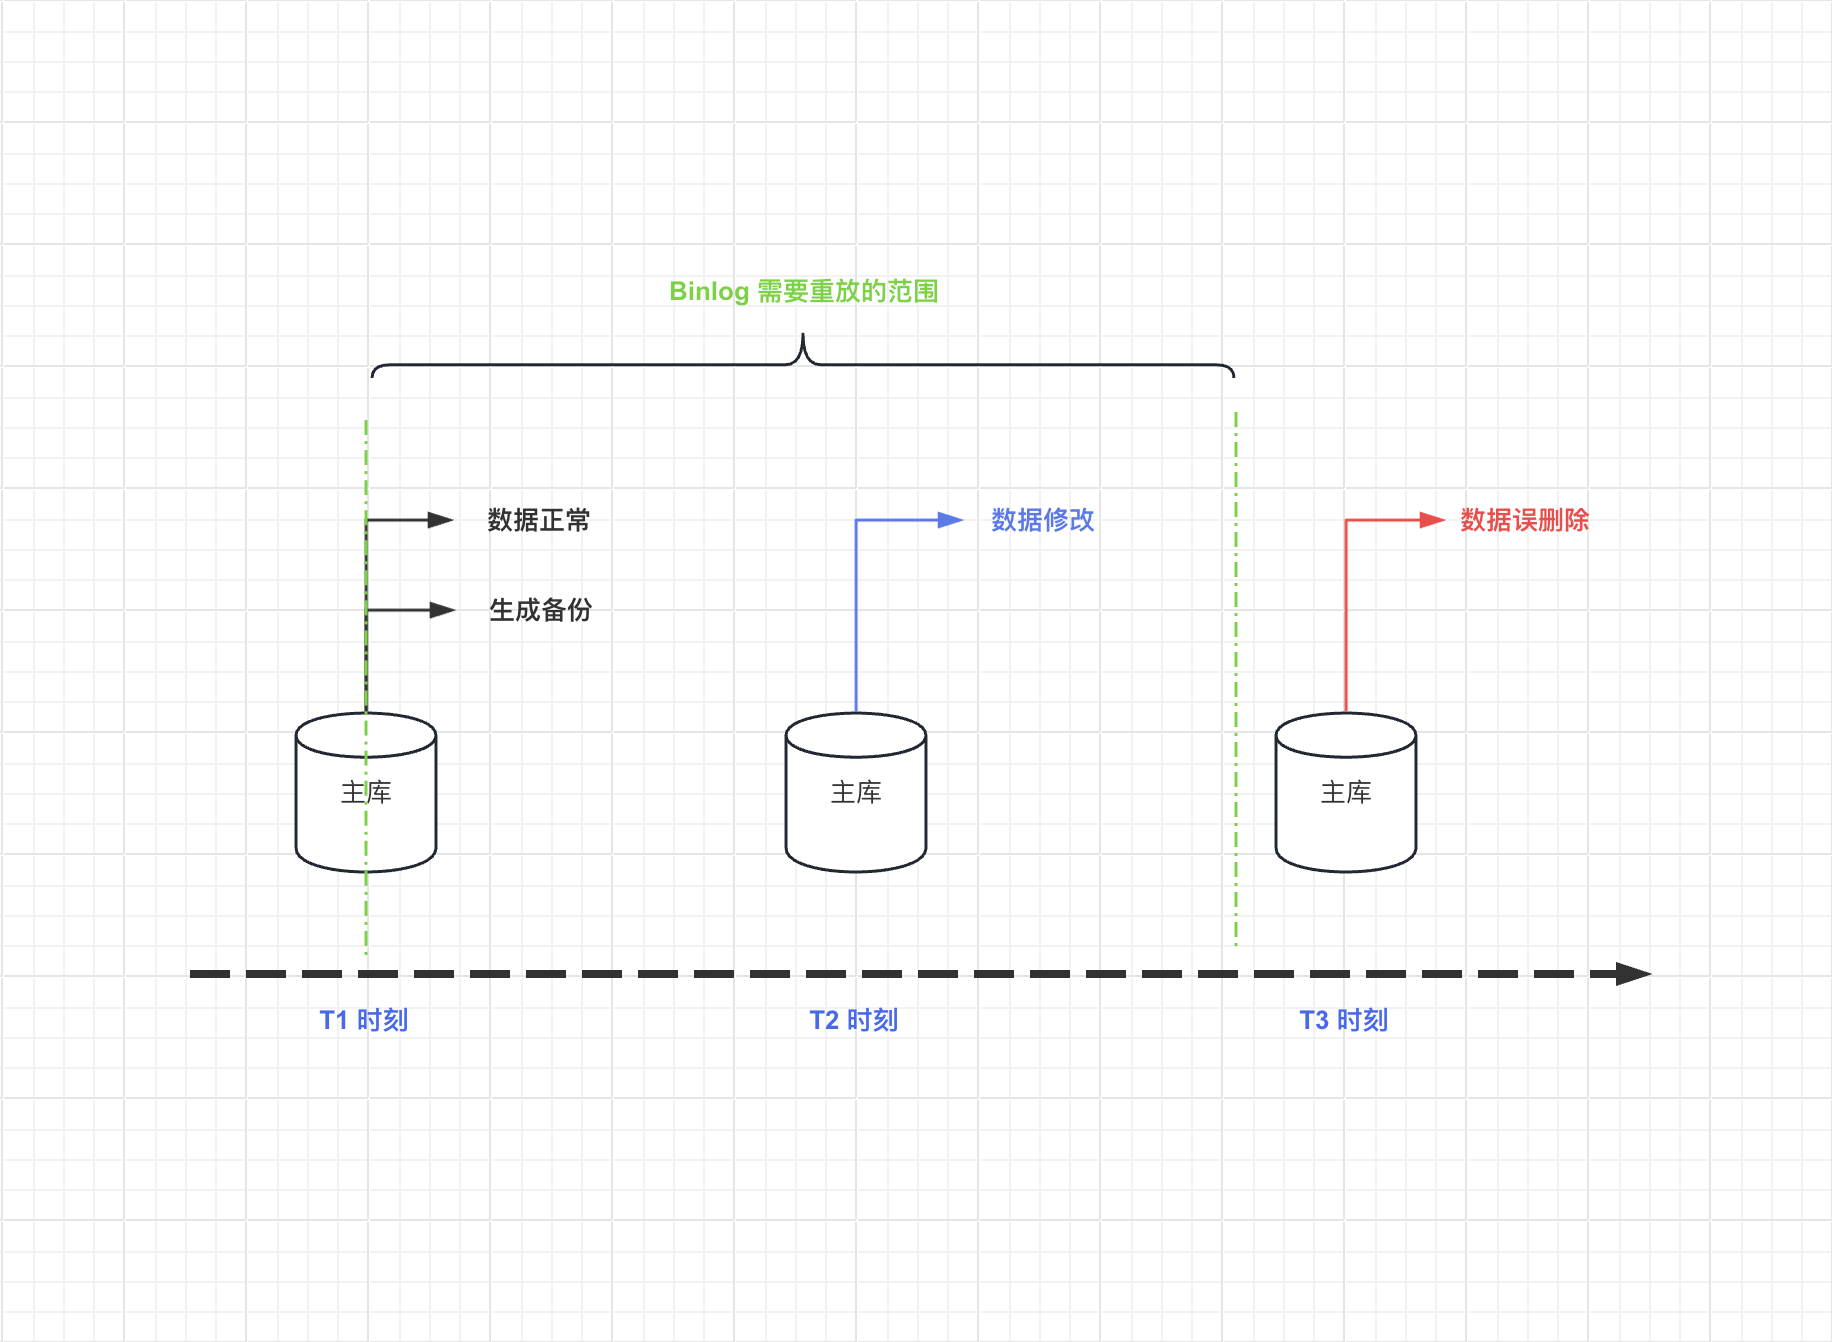 Binlog 需要重放的范围
数据正常
数据修改
数据误删除
生成备份
主库
主库
主库
T1 时刻
T2 时刻
T3 时刻